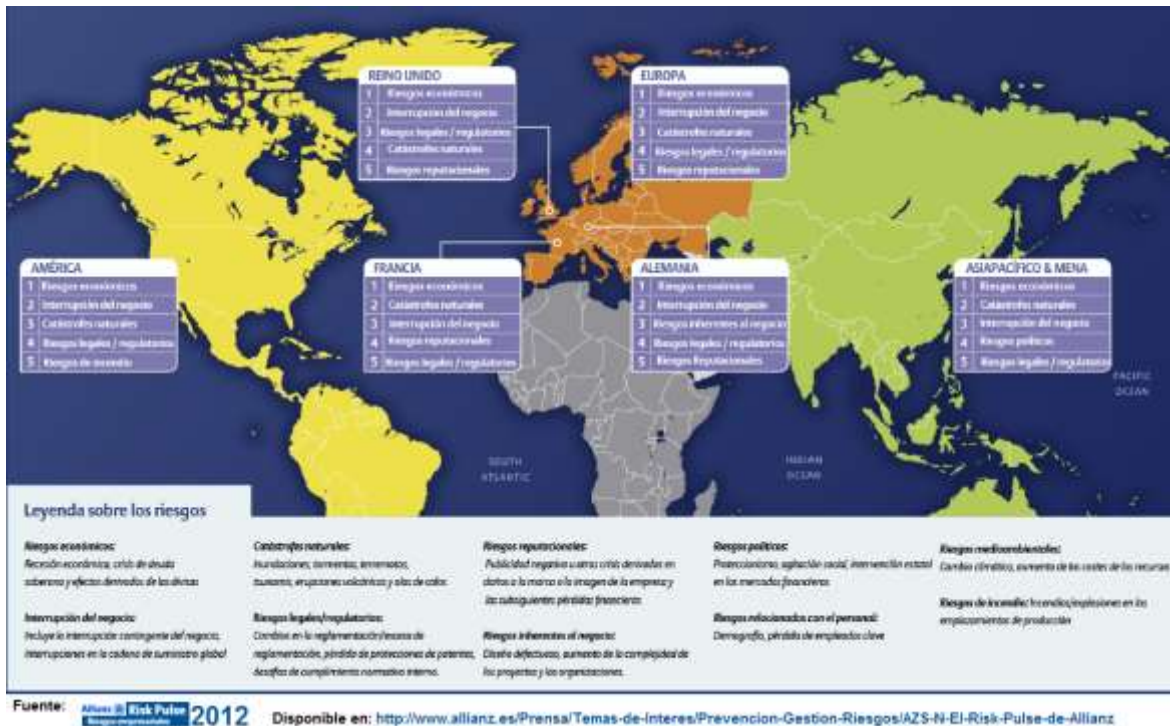 REINO UNIDO
1 Riesgos económicos
2 Interrupción del negocio
3 Riesgos legales / regulatorios
4 Catástrofes naturales
5 Riesgos reputacionales
EUROPA
1 Riesgos económicos
2 Interrupción del negocio
3 Catástrofes naturales
4 Riesgos legales / regulatorios
5 Riesgos reputacionales
AMÉRICA
1 Riesgos económicos
2 Interrupción del negocio
3 Catástrofes naturales
4 Riesgos legales / regulatorios
5 Riesgos de incendio
FRANCIA
1 Riesgos económicos
2 Catástrofes naturales
3 Interrupción del negocio
4 Riesgos reputacionales
5 Riesgos legales / regulatorios
ALEMANIA
1 Riesgos económicos
2 Interrupción del negocio
3 Riesgos inherentes al negocio
4 Riesgos legales / regulatorios
5 Riesgos Reputacionales
ASIAPACÍFICO & MENA
1 Riesgos económicos
2 Catástrofes naturales
3 Interrupción del negocio
4 Riesgos políticos
5 Riesgos legales / regulatorios
PACIFIC
OCEAN
SOUTH
ATLANTIC
INDIAN
OCEAN
Leyenda sobre los riesgos
Riesgos económicos:
Recesión económica, crisis de deuda
soberana y efectos derivados de las divisas
Interrupción del negocio:
Incluye la interrupción contingente del negocio,
interrupciones en la cadena de suministro global
Catástrofes naturales:
Inundaciones, tormentas, terremotos,
tsunamis, erupciones volcánicas y olas de calor.
Riesgos legales/regulatorios:
Cambios en la reglamentación/exceso de
reglamentación, pérdida de protecciones de patentes,
desafíos de cumplimiento normativo interno.
Riesgos reputacionales:
Publicidad negativa u otras crisis derivadas en
daños a la marca o la imagen de la empresa y
las subsiguientes pérdidas financieras
Riesgos inherentes al negocio:
Diseño defectuoso, aumento de la complejidad de
los proyectos y las organizaciones.
Riesgos políticos:
Proteccionismo, agitación social, intervención estatal
en los mercados financieros
Riesgos relacionados con el personal:
Demografía, pérdida de empleados clave
Riesgos medioambientales:
Cambio climático, aumento de los costes de los recursos
Riesgos de incendio: Incendios/explosiones en los
emplazamientos de producción
Fuente: Allianz Risk Pulse
Riesgos empresariales
2012
Disponible en: http://www.allianz.es/Prensa/Temas-de-Interes/Prevencion-Gestion-Riesgos/AZS-N-El-Risk-Pulse-de-Allianz